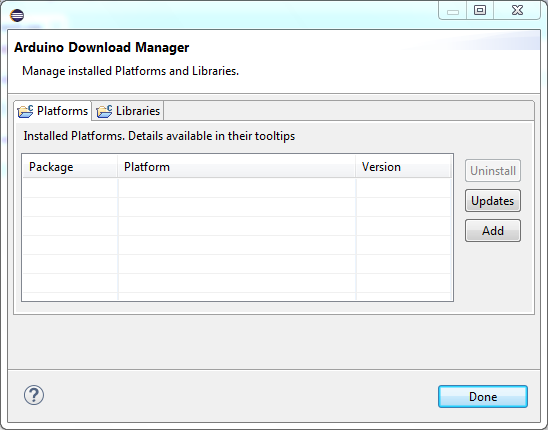 Arduino Download Manager
Manage installed Platforms and Libraries.
Platforms Libraries
Installed Platforms. Details available in their tooltips
Package Platform Version
Uninstall
Updates
Add
?
Done